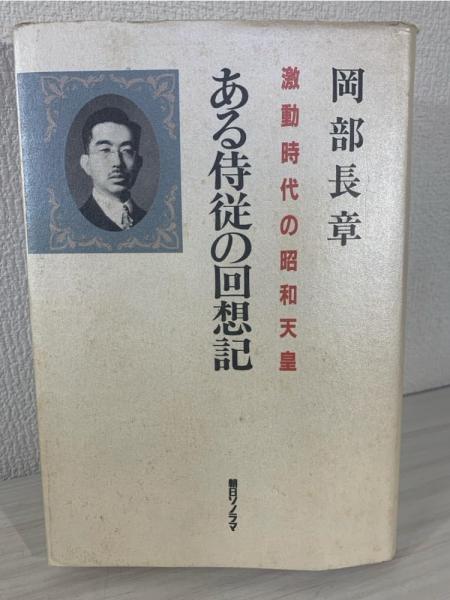 岡部長章
激動時代の昭和天皇
ある侍従の回想記
朝日ソノラマ